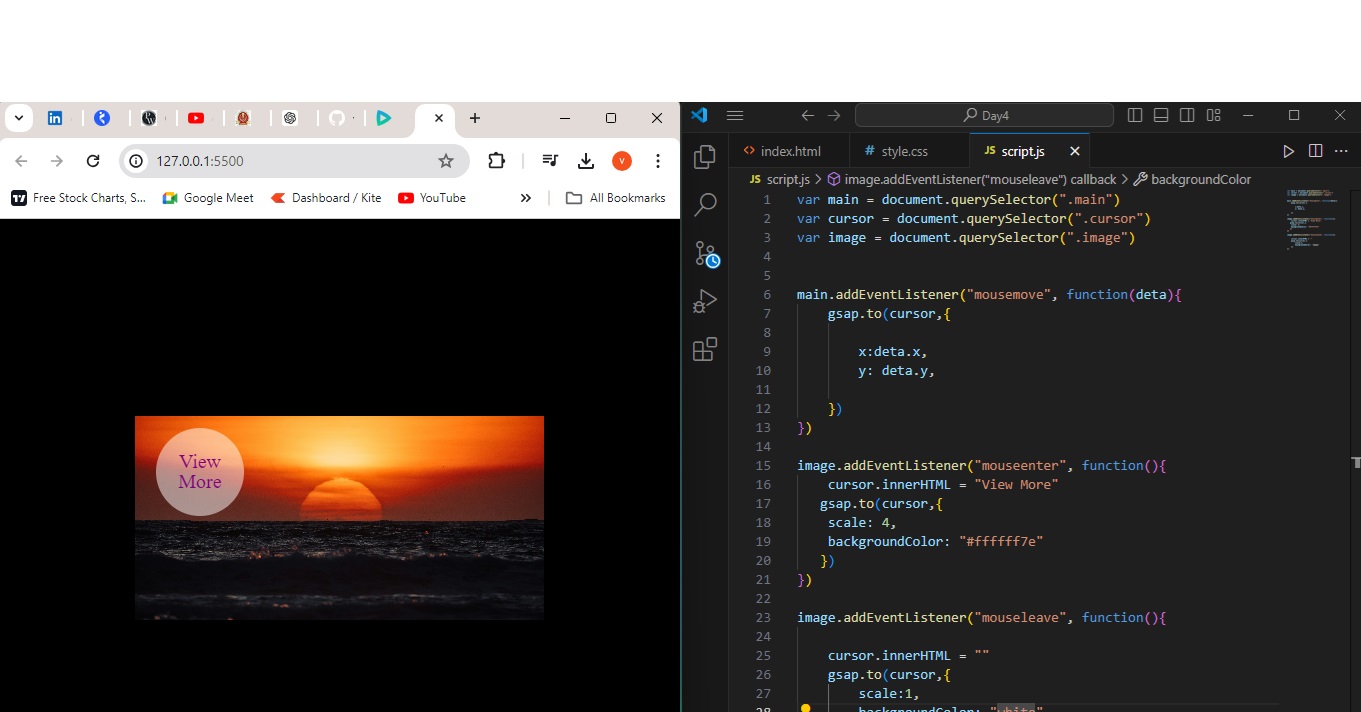 127.0.0.1:5500
V
Free Stock Charts, S...
Google Meet
Dashboard / Kite
YouTube
All Bookmarks
View
More
Day4
index.html
# style.css
JS script.js
JS script.js > image.addEventListener("mouseleave") callback > backgroundColor
1 var main = document.querySelector(".main")
2 var cursor = document.querySelector(".cursor")
3 var image = document.querySelector(".image")
4
5
6 main.addEventListener("mousemove", function(deta){
7 gsap.to(cursor,{
8
9 x:deta.x,
10 y: deta.y,
11
12 })
13 })
14
15 image.addEventListener("mouseenter", function(){
16 cursor.innerHTML = "View More"
17 gsap.to(cursor,{
18 scale: 4,
19 backgroundColor: "#ffffff7e"
20 })
21 })
22
23 image.addEventListener("mouseleave", function(){
24
25 cursor.innerHTML = ""
26 gsap.to(cursor,{
27 scale:1,
28 backgroundColor: "white"